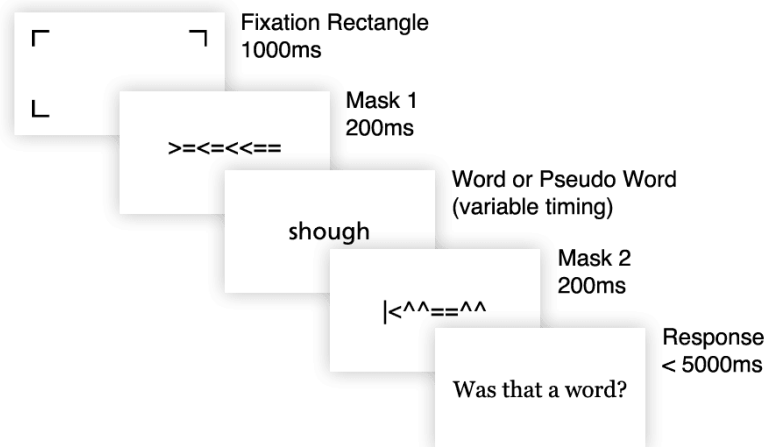 Fixation Rectangle
1000ms
Mask 1
200ms
>=<=<<==
Word or Pseudo Word
(variable timing)
shough
Mask 2
200ms
|<^^==^^
Response
< 5000ms
Was that a word?